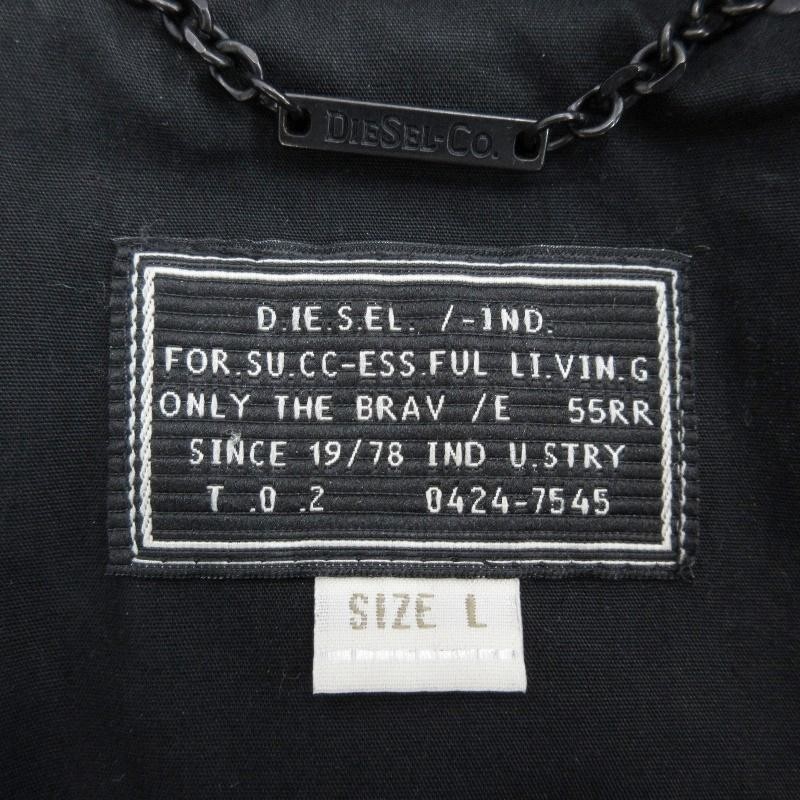 DIESEL-CO.
D.IE.S.EL. /-IND.
FOR.SU.CC-ESS.FUL LI.VIN.G
ONLY THE BRAV /E 55RR
SINCE 19/78 IND U.STRY
T .O .2 0424-7545
SIZE L